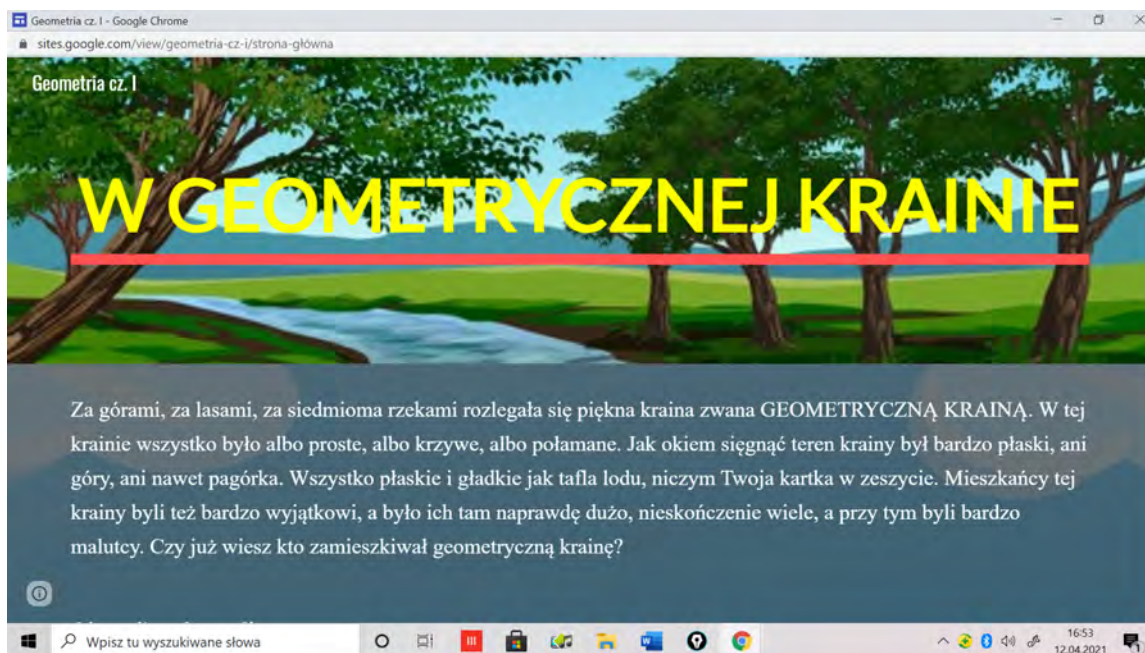 Geometria cz. I - Google Chrome
sites.google.com/view/geometria-cz-i/strona-główna
Geometria cz. I
W GEOMETRYCZNEJ KRAINIE
Za górami, za lasami, za siedmioma rzekami rozlegała się piękna kraina zwana GEOMETRYCZNĄ KRAINĄ. W tej
krainie wszystko było albo proste, albo krzywe, albo połamane. Jak okiem sięgnąć teren krainy był bardzo płaski, ani
góry, ani nawet pagórka. Wszystko płaskie i gładkie jak tafla lodu, niczym Twoja kartka w zeszycie. Mieszkańcy tej
krainy byli też bardzo wyjątkowi, a było ich tam naprawdę dużo, nieskończenie wiele, a przy tym byli bardzo
malutcy. Czy już wiesz kto zamieszkiwał geometryczną krainę?
Wpisz tu wyszukiwane słowa
16:53
12.04.2021